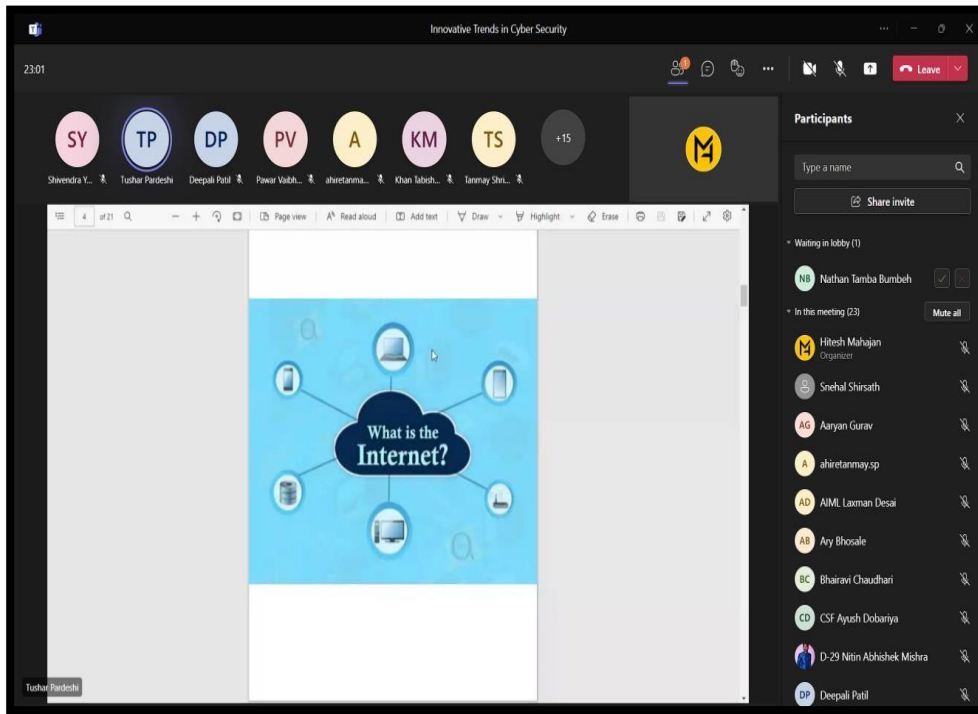 Innovative Trends in Cyber Security
23:01
1
Leave
SY
TP
DP
PV
A
KM
TS
+15
Shivendra Y...
Tushar Pardeshi
Deepali Patil
Pawar Vaibh...
ahiretanma...
Khan Tabish...
Tanmay Shri...
4 of 21
Page view
Read aloud
Add text
Draw
Highlight
Erase
What is the
Internet?
Tushar Pardeshi
Participants
Type a name
Share invite
Waiting in lobby (1)
NB Nathan Tamba Bumbeh
In this meeting (23) Mute all
Hitesh Mahajan
Organizer
Snehal Shirsath
AG Aaryan Gurav
A ahiretanmay.sp
AD AIML Laxman Desai
AB Ary Bhosale
BC Bhairavi Chaudhari
CD CSF Ayush Dobariya
D-29 Nitin Abhishek Mishra
DP Deepali Patil